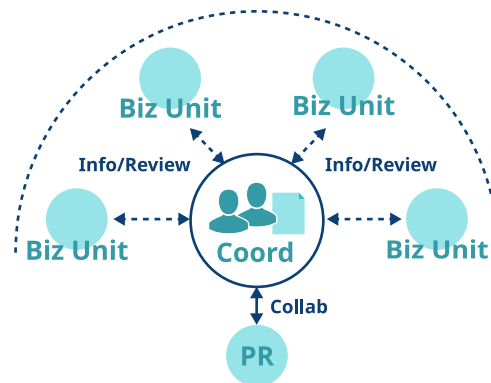 Biz Unit
Biz Unit
Info/Review
Info/Review
Biz Unit
Coord
Biz Unit
Collab
PR